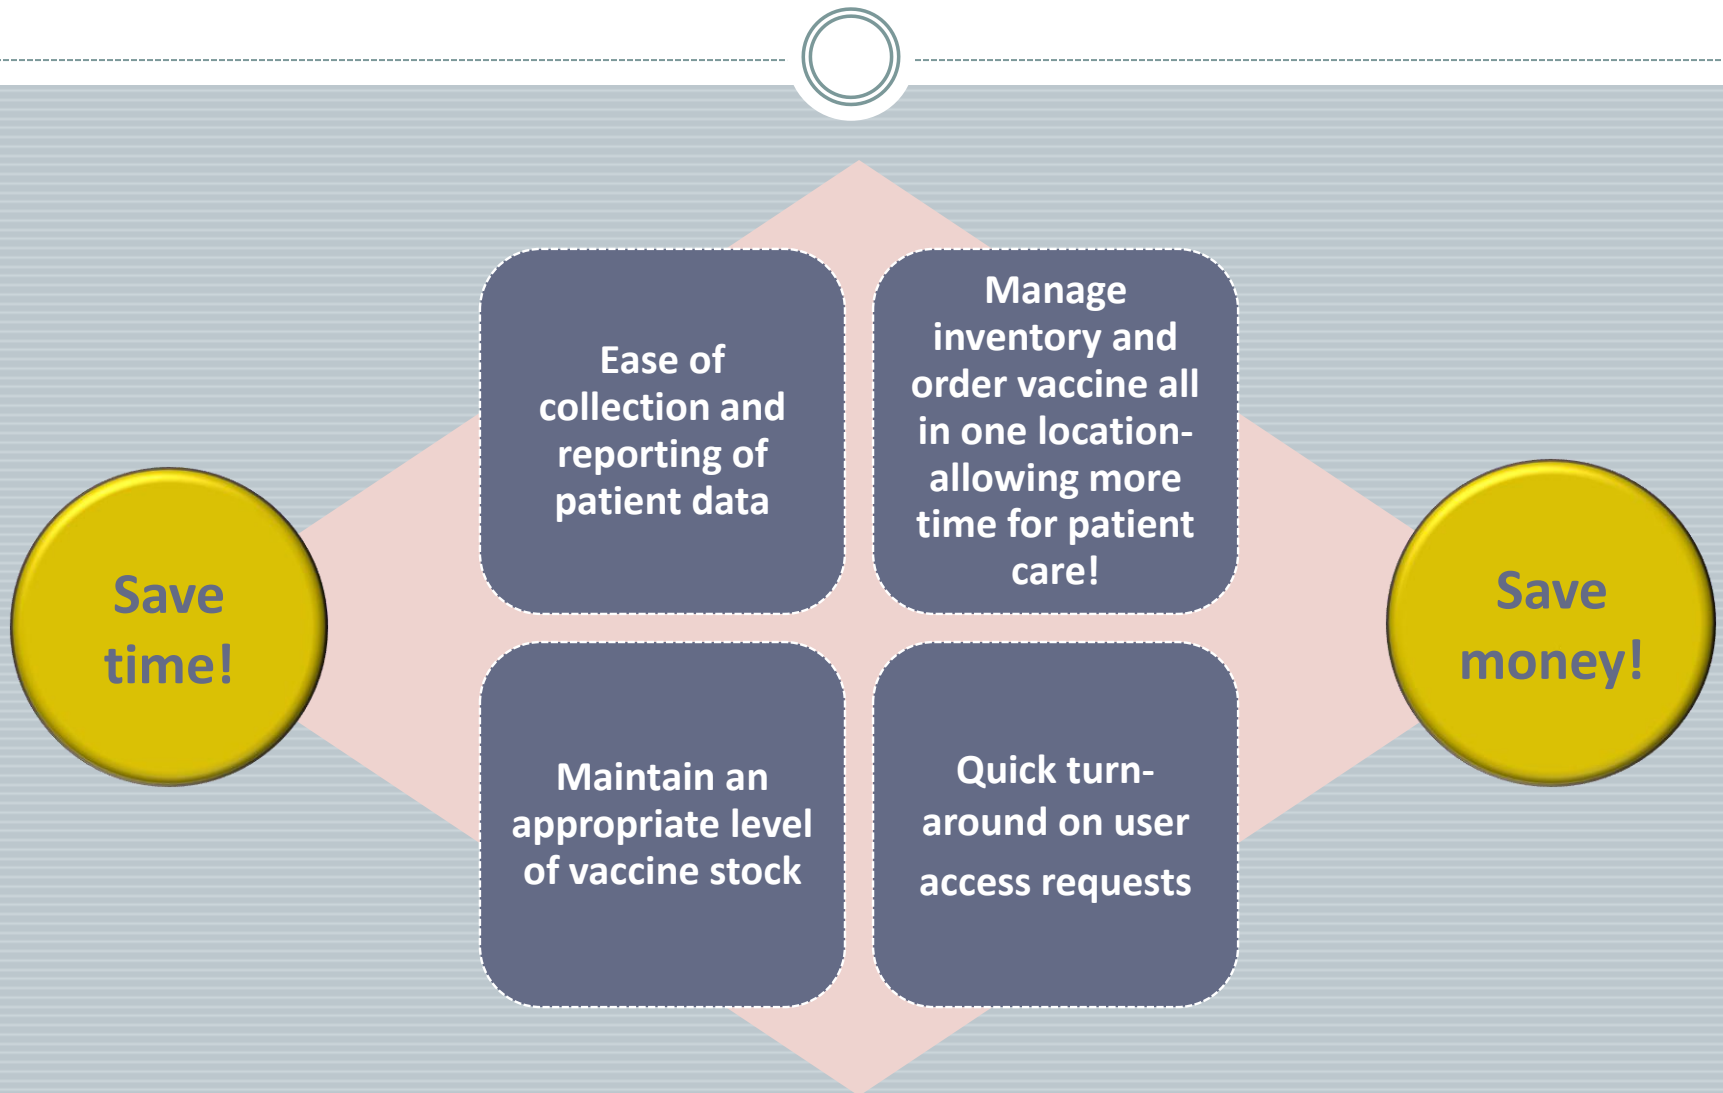 Save
time!
Ease of
collection and
reporting of
patient data
Manage
inventory and
order vaccine all
in one location-
allowing more
time for patient
care!
Maintain an
appropriate level
of vaccine stock
Quick turn-
around on user
access requests
Save
money!